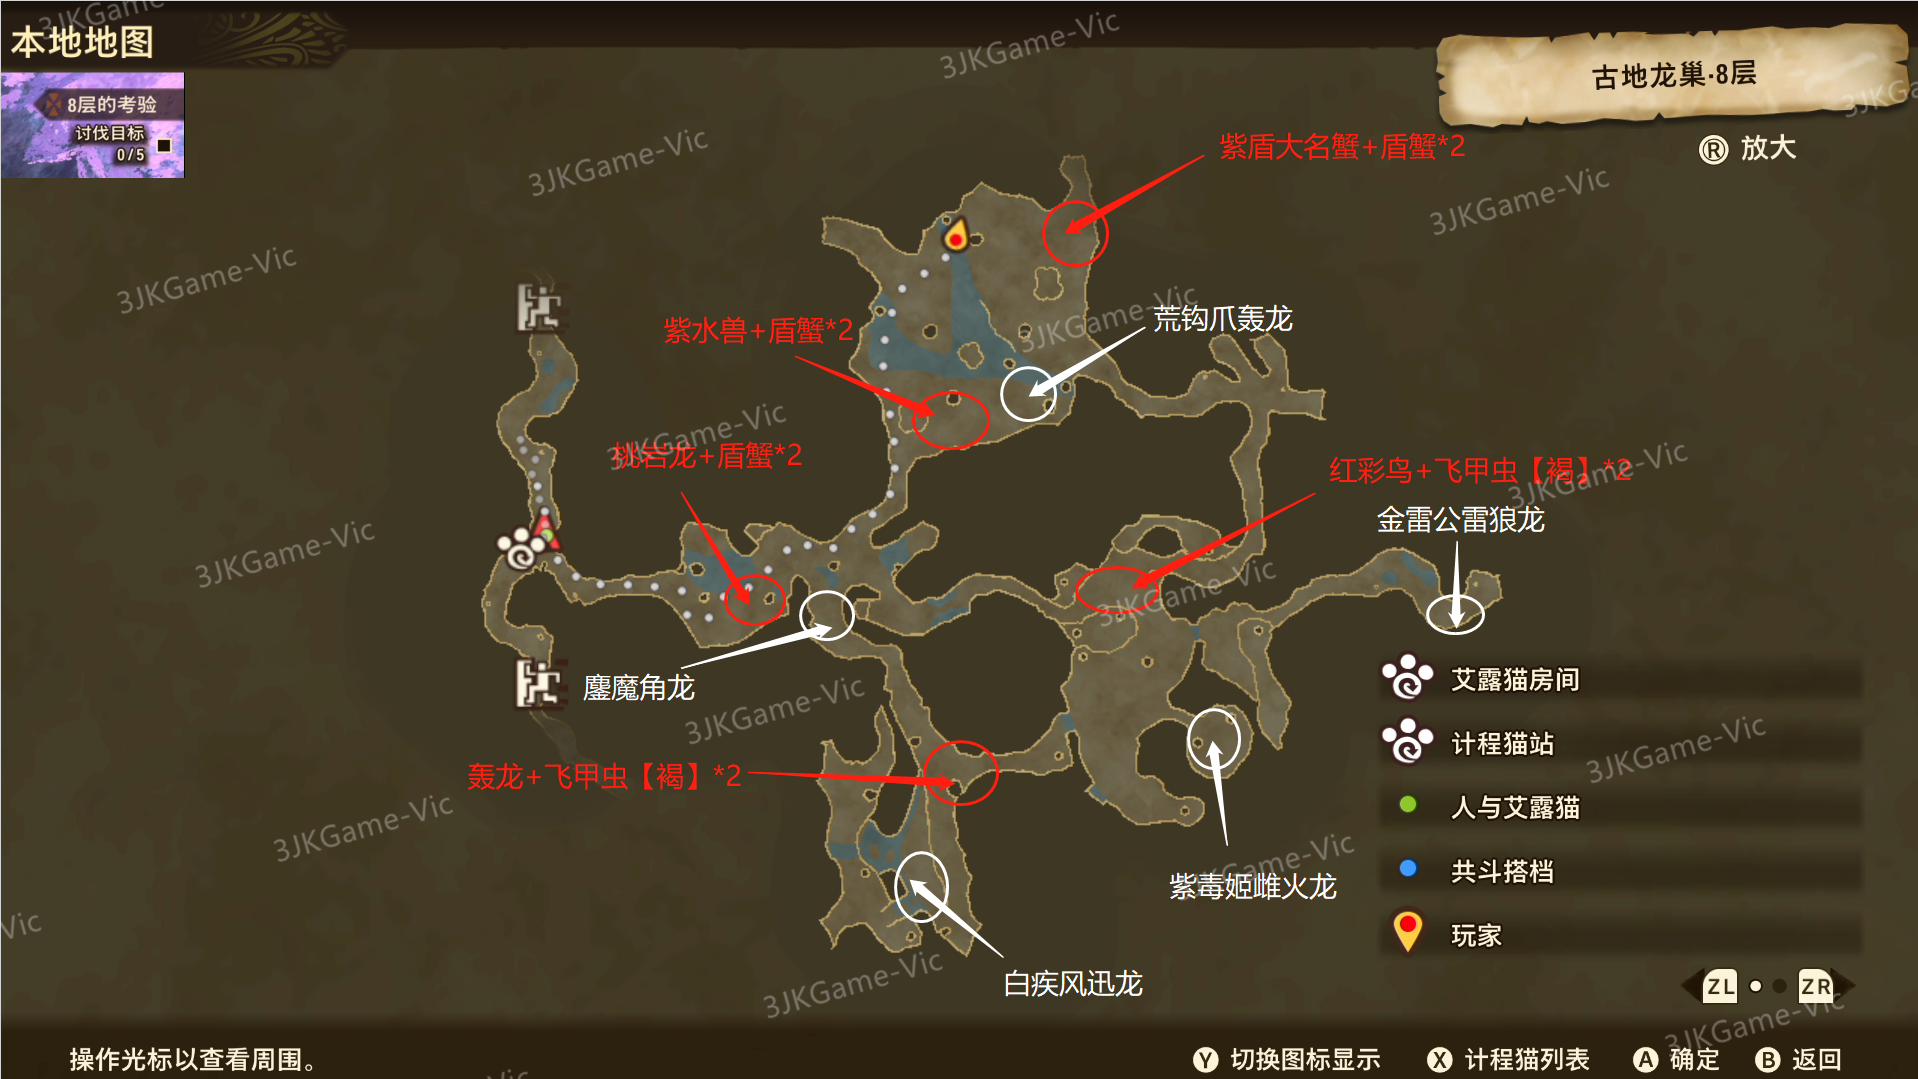 本地地图
8层的考验
讨伐目标
0/5
古地龙巢·8层
R 放大
紫盾大名蟹+盾蟹*2
荒钩爪轰龙
紫水兽+盾蟹*2
桃岩龙+盾蟹*2
红彩鸟+飞甲虫【褐】*2
金雷公雷狼龙
鏖魔角龙
轰龙+飞甲虫【褐】*2
紫毒姬雌火龙
白疾风迅龙
艾露猫房间
计程猫站
人与艾露猫
共斗搭档
玩家
ZL ZR
操作光标以查看周围。
Y 切换图标显示 X 计程猫列表 A 确定 B 返回
3JKGame-Vic